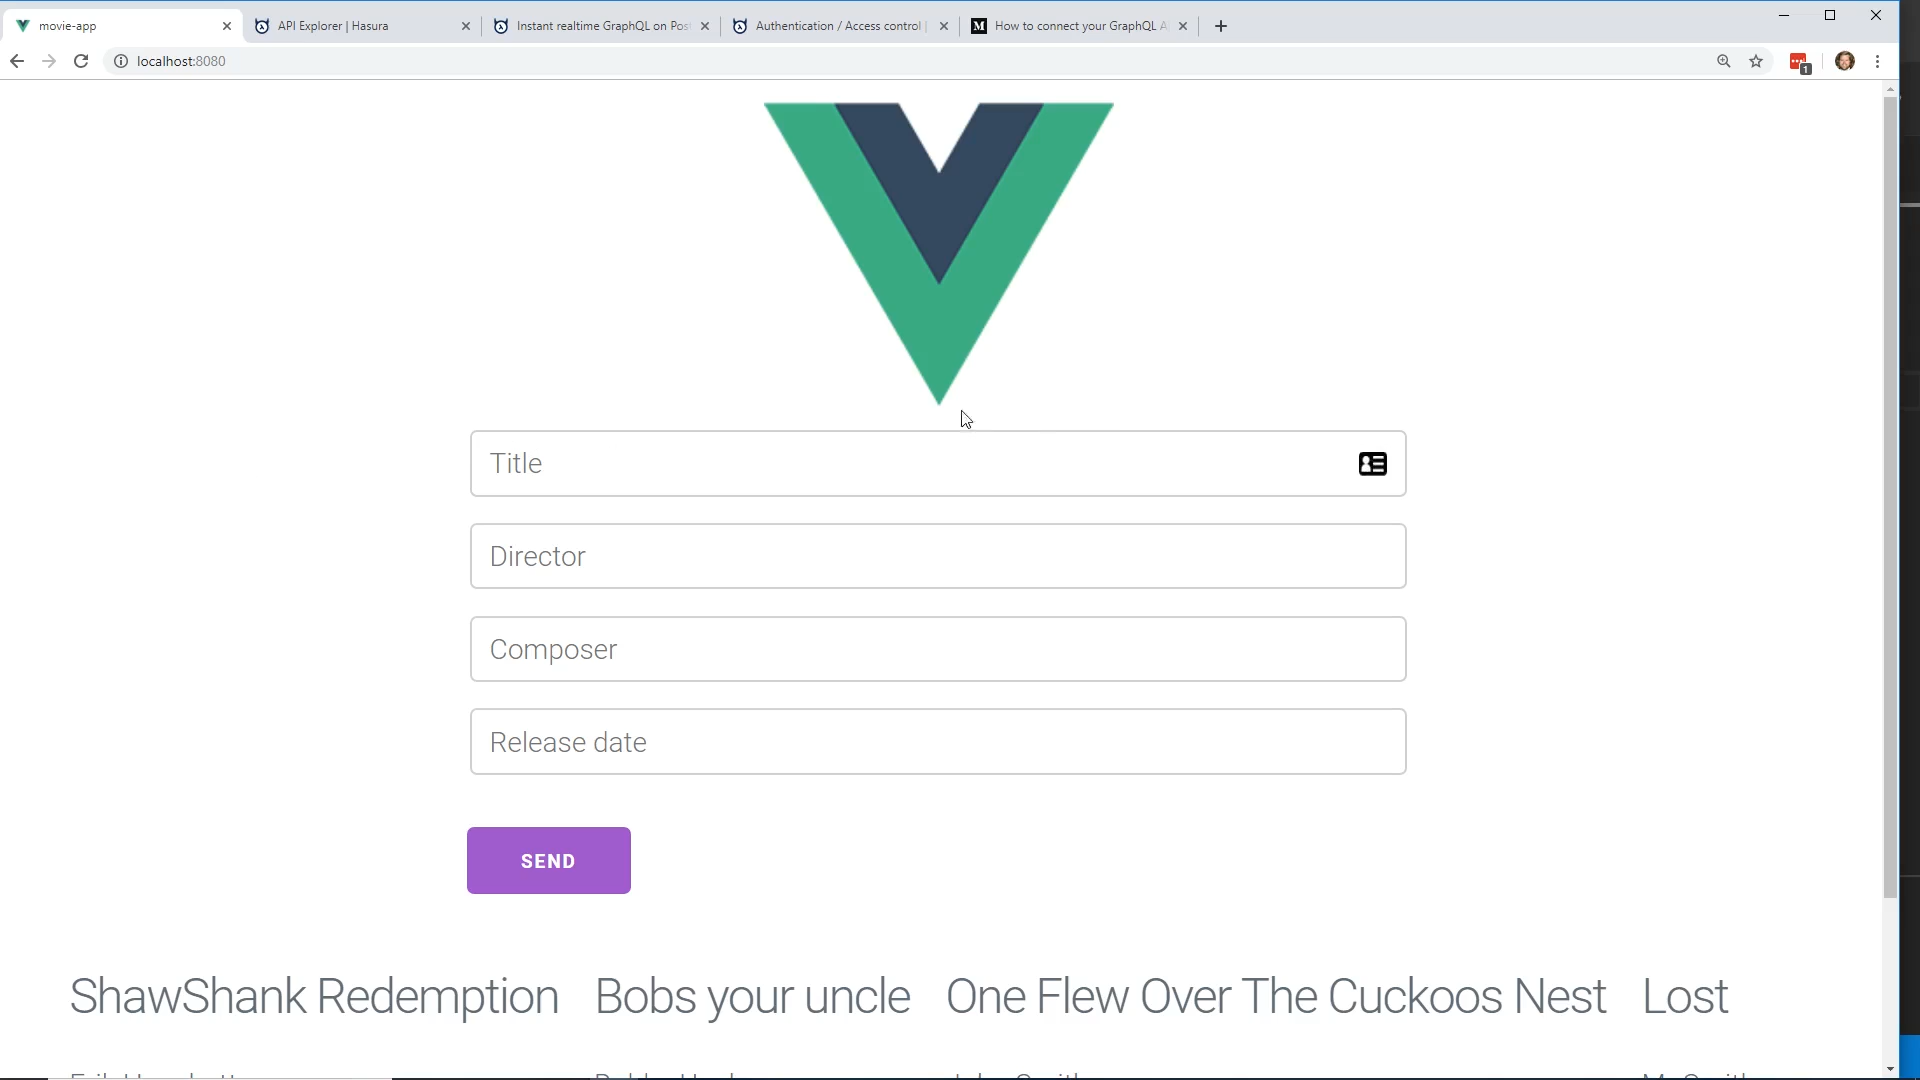 movie-app
API Explorer | Hasura
Instant realtime GraphQL on Pos
Authentication / Access control |
How to connect your GraphQL A
localhost:8080
1
Title
Director
Composer
Release date
SEND
ShawShank Redemption
Bobs your uncle
One Flew Over The Cuckoos Nest
Lost